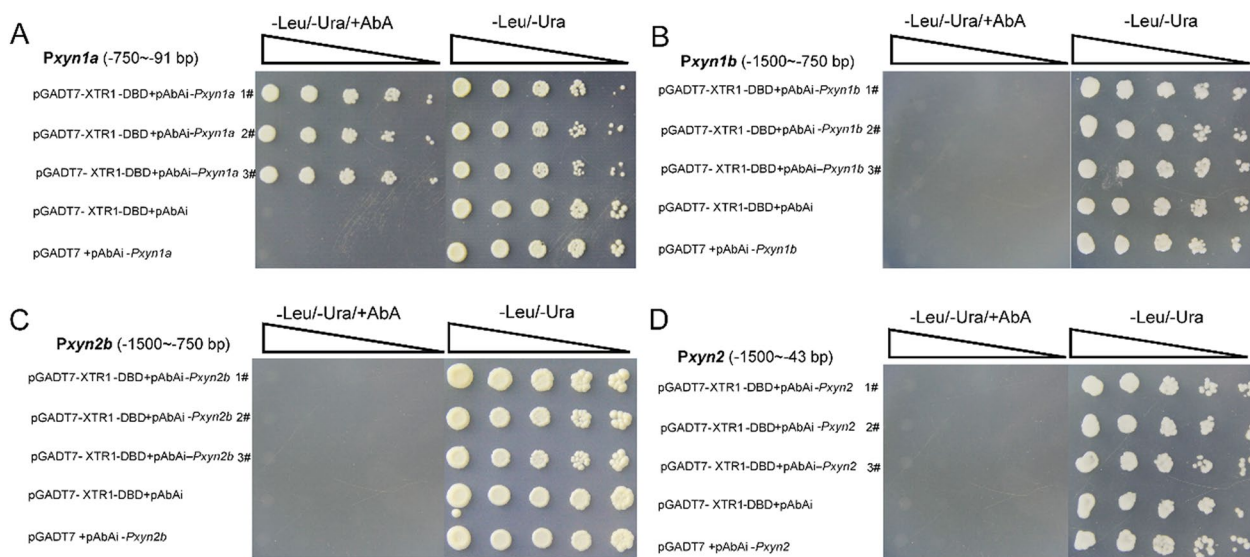 A
-Leu/-Ura/+AbA
-Leu/-Ura
Pxyn1a (-750~-91 bp)
pGADT7-XTR1-DBD+pAbAi-Pxyn1a 1#
pGADT7-XTR1-DBD+pAbAi-Pxyn1a 2#
pGADT7- XTR1-DBD+pAbAi-Pxyn1a 3#
pGADT7- XTR1-DBD+pAbAi
pGADT7 +pAbAi -Pxyn1a
B
-Leu/-Ura/+AbA
-Leu/-Ura
Pxyn1b (-1500~-750 bp)
pGADT7-XTR1-DBD+pAbAi-Pxyn1b 1#
pGADT7-XTR1-DBD+pAbAi -Pxyn1b 2#
pGADT7- XTR1-DBD+pAbAi-Pxyn1b 3#
pGADT7- XTR1-DBD+pAbAi
pGADT7 +pAbAi -Pxyn1b
C
-Leu/-Ura/+AbA
-Leu/-Ura
Pxyn2b (-1500~-750 bp)
pGADT7-XTR1-DBD+pAbAi-Pxyn2b 1#
pGADT7-XTR1-DBD+pAbAi -Pxyn2b 2#
pGADT7- XTR1-DBD+pAbAi-Pxyn2b 3#
pGADT7- XTR1-DBD+pAbAi
pGADT7 +pAbAi -Pxyn2b
D
-Leu/-Ura/+AbA
-Leu/-Ura
Pxyn2 (-1500~-43 bp)
pGADT7-XTR1-DBD+pAbAi-Pxyn2 1#
pGADT7-XTR1-DBD+pAbAi -Pxyn2 2#
pGADT7- XTR1-DBD+pAbAi-Pxyn2 3#
pGADT7- XTR1-DBD+pAbAi
pGADT7 +pAbAi -Pxyn2